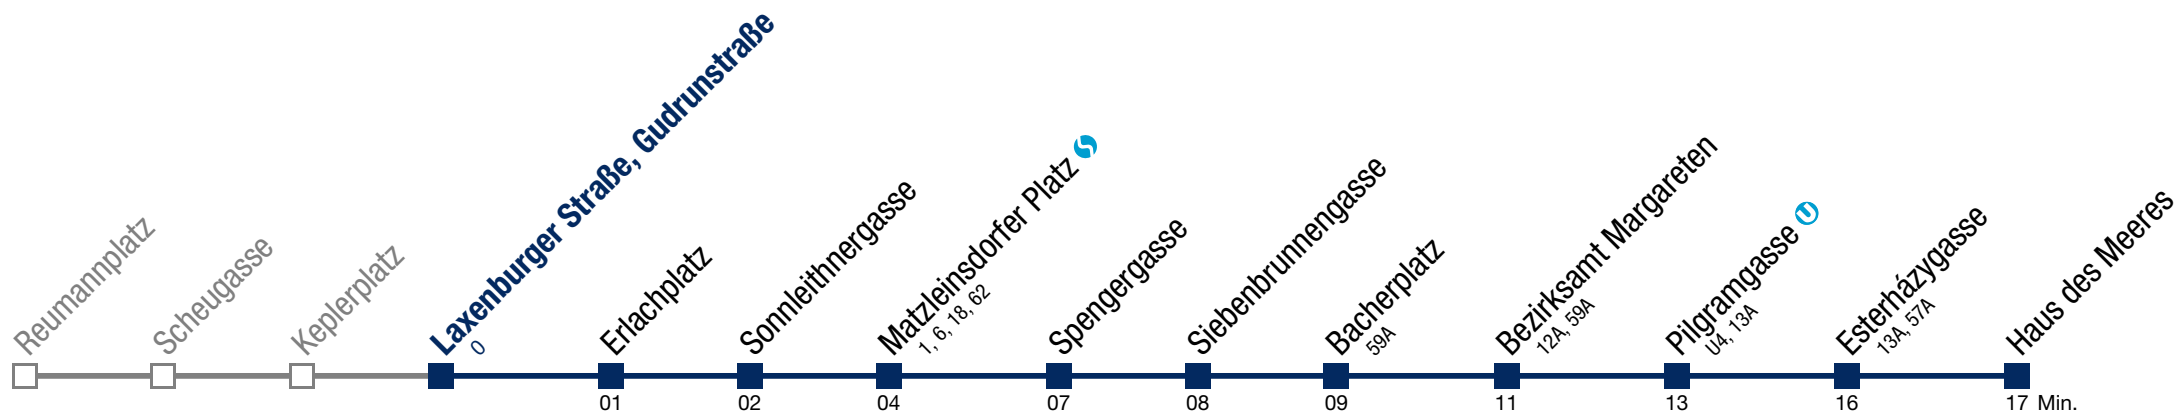 Reumannplatz
Scheugasse
Keplerplatz
Laxenburger Straße, Gudrunstraße
0
Erlachplatz
Sonnleithnergasse
Matzleinsdorfer Platz
1, 6, 18, 62
Spengergasse
Siebenbrunnengasse
Bacherplatz
59A
Bezirksamt Margareten
12A, 59A
Pilgramgasse U
U4, 13A
Esterházygasse
13A, 57A
Haus des Meeres
01 02 04 07 08 09 11 13 16 17 Min.